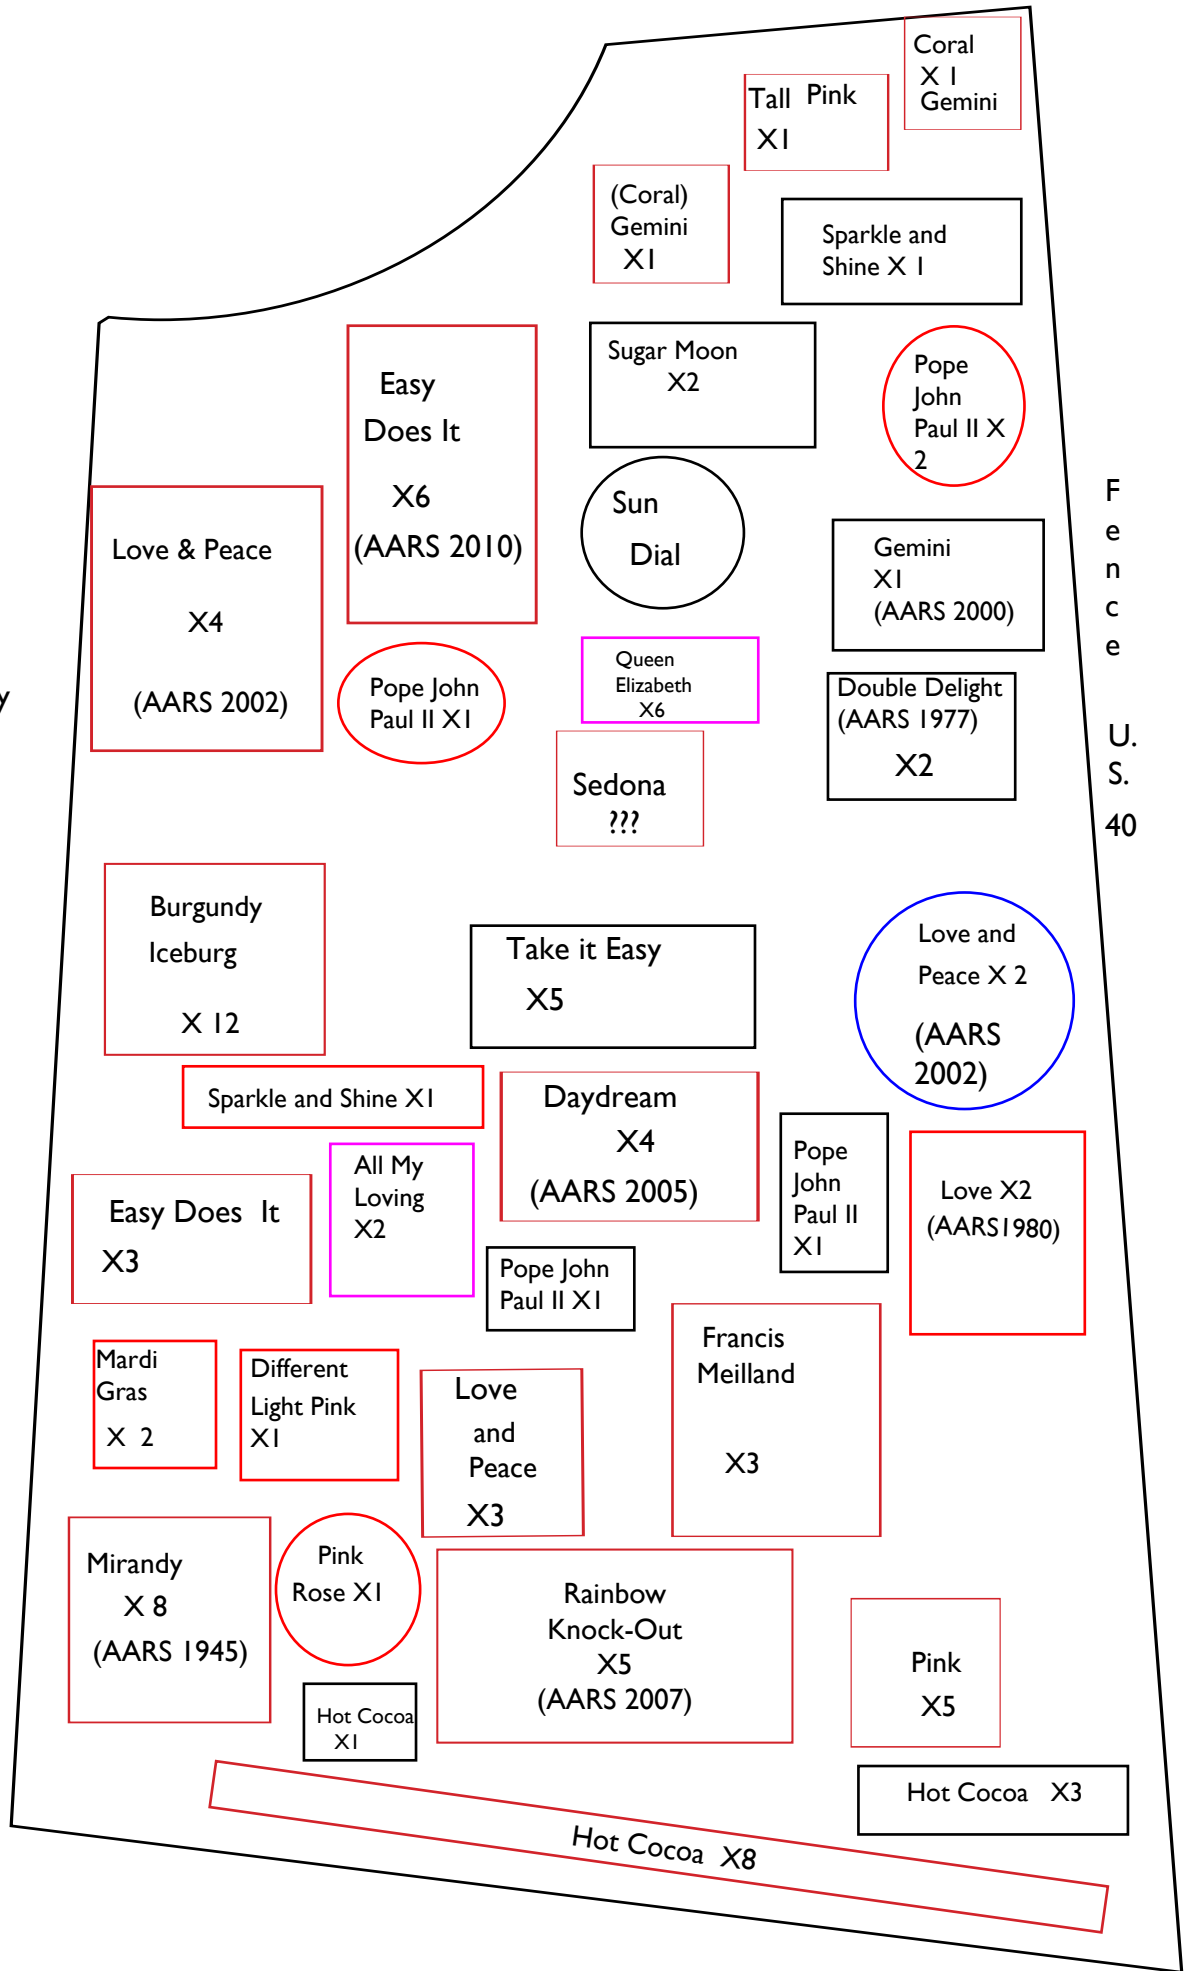 Coral
X 1
Gemini
Tall Pink
X1
(Coral)
Gemini
X1
Sparkle and
Shine X 1
Easy
Does It
X6
(AARS 2010)
Sugar Moon
X2
Pope
John
Paul II X
2
Sun
Dial
Love & Peace
X4
(AARS 2002)
Gemini
X1
(AARS 2000)
F
e
n
c
e
U.
S.
40
y
Pope John
Paul II X1
Queen
Elizabeth
X6
Double Delight
(AARS 1977)
X2
Sedona
???
Burgundy
Iceburg
X 12
Take it Easy
X5
Love and
Peace X 2
(AARS
2002)
Sparkle and Shine X1
Daydream
X4
(AARS 2005)
All My
Loving
X2
Pope
John
Paul II
X1
Love X2
(AARS1980)
Easy Does It
X3
Pope John
Paul II X1
Francis
Meilland
X3
Mardi
Gras
X 2
Different
Light Pink
X1
Love
and
Peace
X3
Mirandy
X 8
(AARS 1945)
Pink
Rose X1
Rainbow
Knock-Out
X5
(AARS 2007)
Pink
X5
Hot Cocoa
X1
Hot Cocoa X3
Hot Cocoa X8